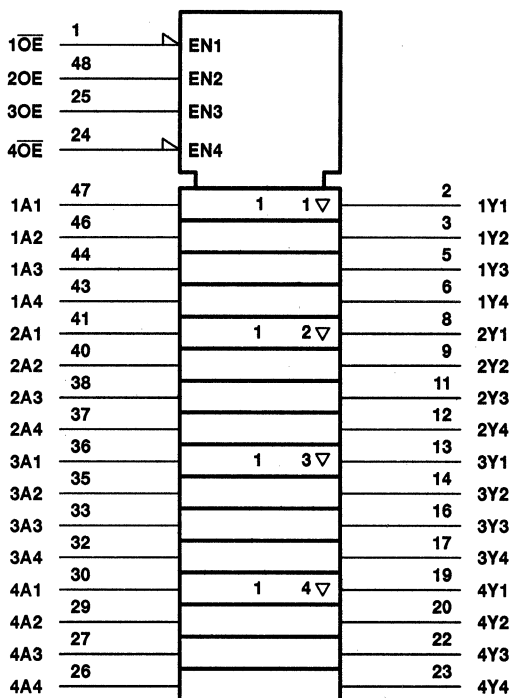 1O̅E̅ 1 EN1
2OE 48 EN2
3OE 25 EN3
4O̅E̅ 24 EN4
1A1 47 1 1▽ 2 1Y1
1A2 46 3 1Y2
1A3 44 5 1Y3
1A4 43 6 1Y4
2A1 41 1 2▽ 8 2Y1
2A2 40 9 2Y2
2A3 38 11 2Y3
2A4 37 12 2Y4
3A1 36 1 3▽ 13 3Y1
3A2 35 14 3Y2
3A3 33 16 3Y3
3A4 32 17 3Y4
4A1 30 1 4▽ 19 4Y1
4A2 29 20 4Y2
4A3 27 22 4Y3
4A4 26 23 4Y4